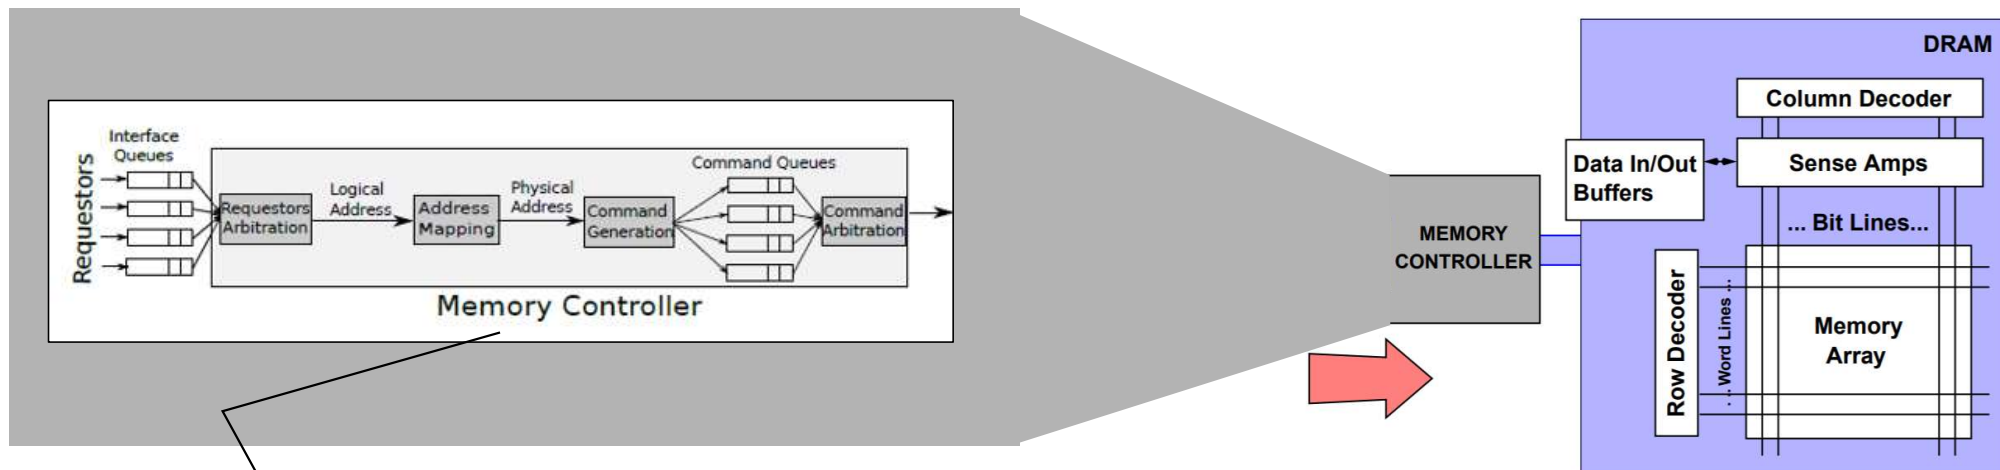 Interface
Queues
Requestors
Requestors
Arbitration
Logical
Address
Address
Mapping
Physical
Address
Command
Generation
Command Queues
Command
Arbitration
Memory Controller
MEMORY
CONTROLLER
DRAM
Column Decoder
Data In/Out
Buffers
Sense Amps
... Bit Lines...
Row Decoder
... Word Lines ...
Memory
Array